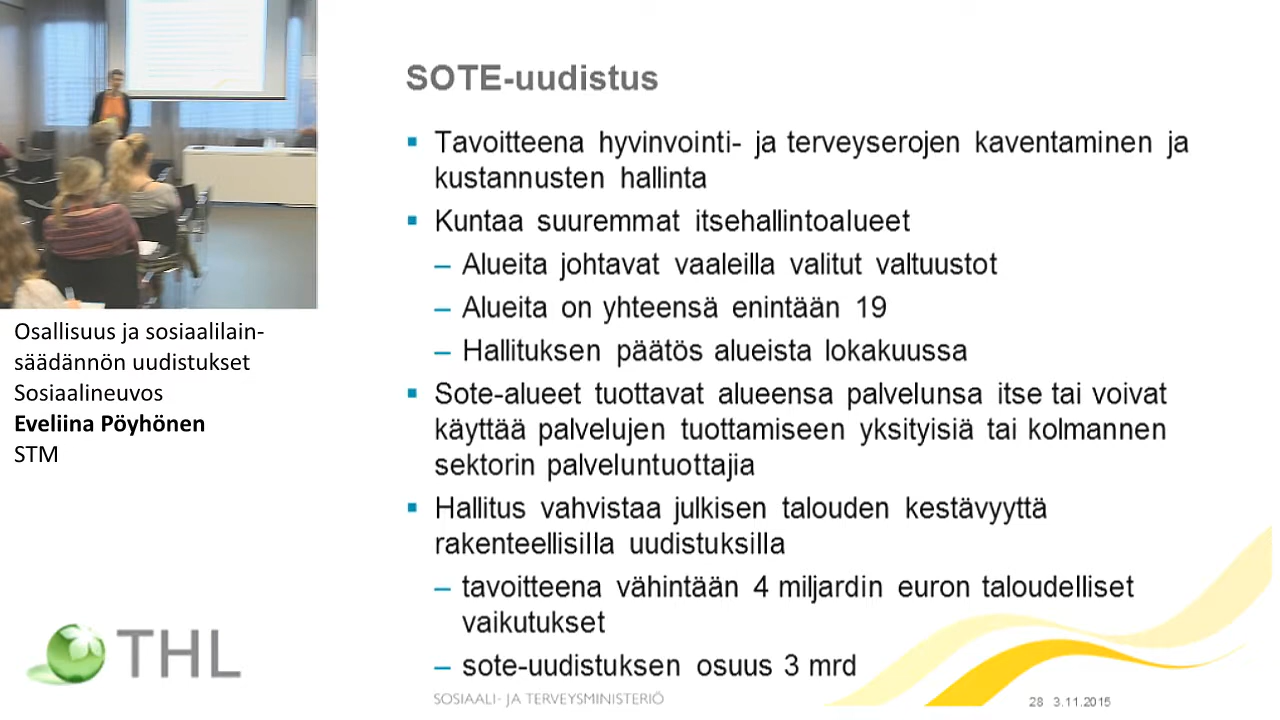 Osallisuus ja sosiaalilain-
säädännön uudistukset
Sosiaalineuvos
Eveliina Pöyhönen
STM
THL
SOTE-uudistus
▪ Tavoitteena hyvinvointi- ja terveyserojen kaventaminen ja
kustannusten hallinta
▪ Kuntaa suuremmat itsehallintoalueet
– Alueita johtavat vaaleilla valitut valtuustot
– Alueita on yhteensä enintään 19
– Hallituksen päätös alueista lokakuussa
▪ Sote-alueet tuottavat alueensa palvelunsa itse tai voivat
käyttää palvelujen tuottamiseen yksityisiä tai kolmannen
sektorin palveluntuottajia
▪ Hallitus vahvistaa julkisen talouden kestävyyttä
rakenteellisilla uudistuksilla
– tavoitteena vähintään 4 miljardin euron taloudelliset
vaikutukset
– sote-uudistuksen osuus 3 mrd
SOSIAALI- JA TERVEYSMINISTERIÖ
28 3.11.2015